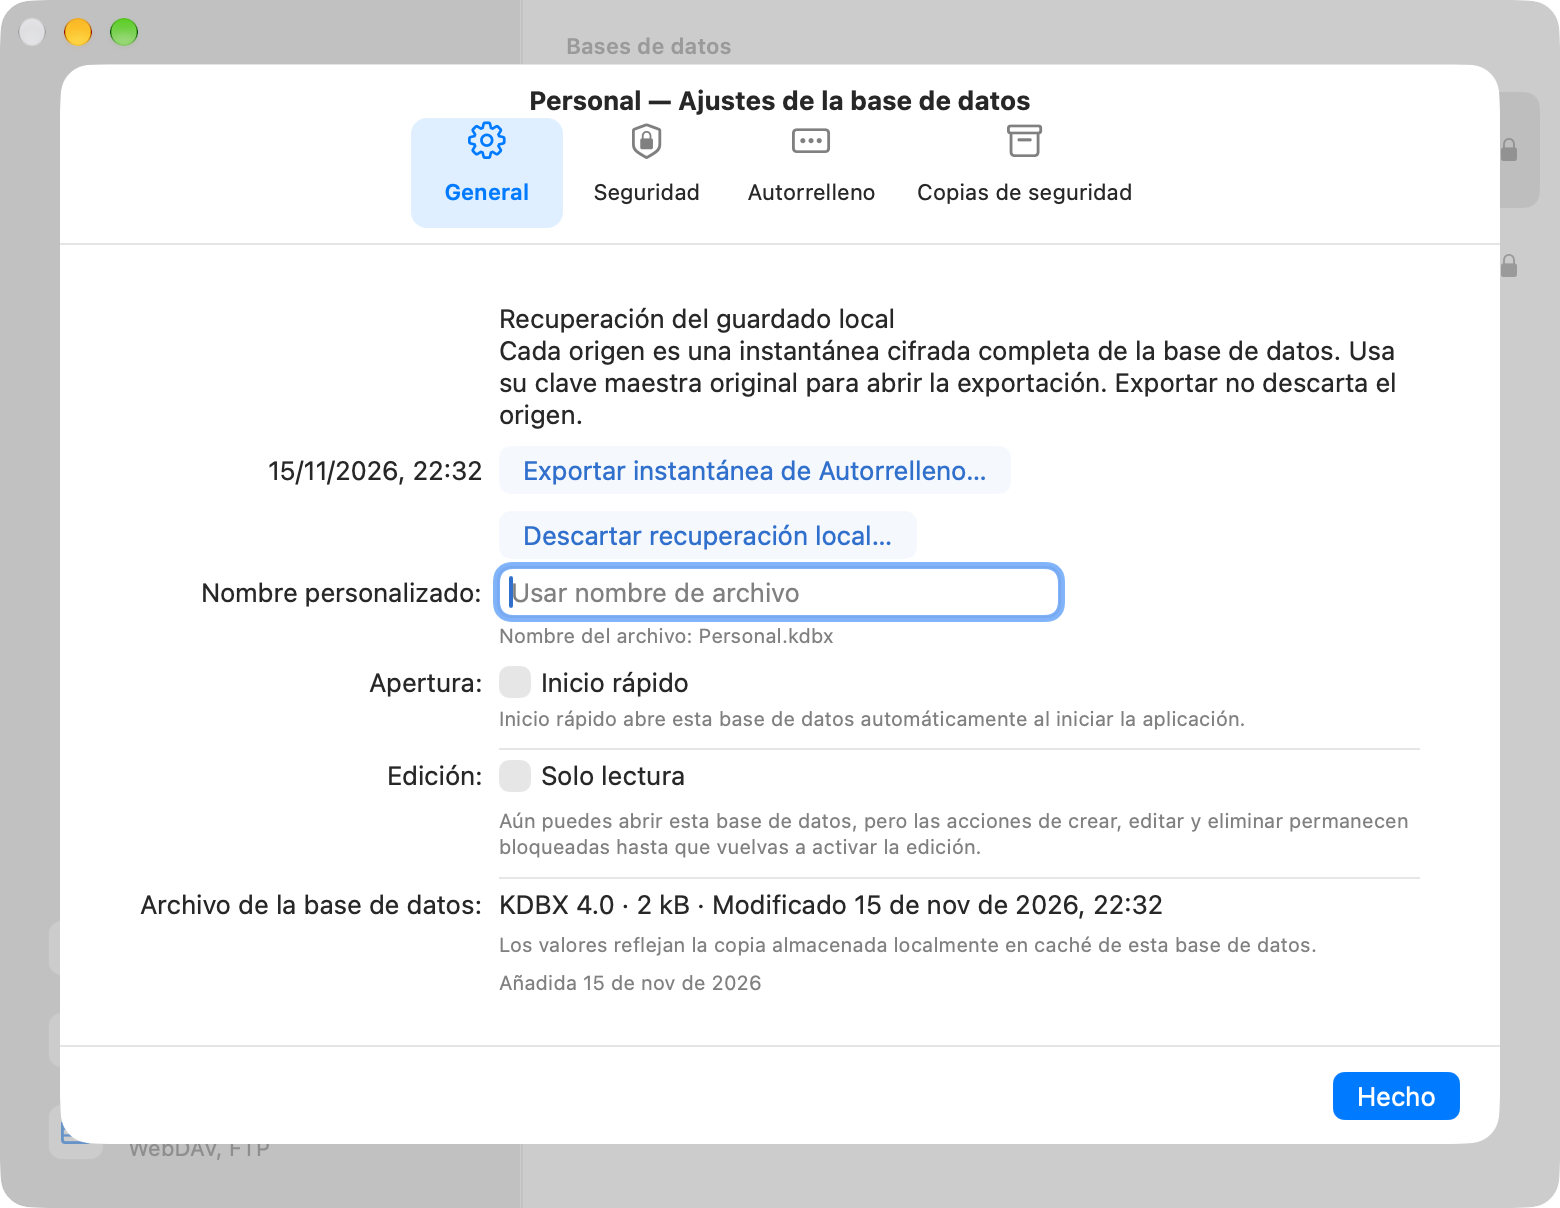 Bases de datos
Personal — Ajustes de la base de datos
General
Seguridad
Autorrelleno
Copias de seguridad
Recuperación del guardado local
Cada origen es una instantánea cifrada completa de la base de datos. Usa
su clave maestra original para abrir la exportación. Exportar no descarta el
origen.
15/11/2026, 22:32
Exportar instantánea de Autorrelleno...
Descartar recuperación local...
Nombre personalizado:
Usar nombre de archivo
Nombre del archivo: Personal.kdbx
Apertura:
Inicio rápido
Inicio rápido abre esta base de datos automáticamente al iniciar la aplicación.
Edición:
Solo lectura
Aún puedes abrir esta base de datos, pero las acciones de crear, editar y eliminar permanecen
bloqueadas hasta que vuelvas a activar la edición.
Archivo de la base de datos:
KDBX 4.0 · 2 kB · Modificado 15 de nov de 2026, 22:32
Los valores reflejan la copia almacenada localmente en caché de esta base de datos.
Añadida 15 de nov de 2026
Hecho
WebDAV, FTP